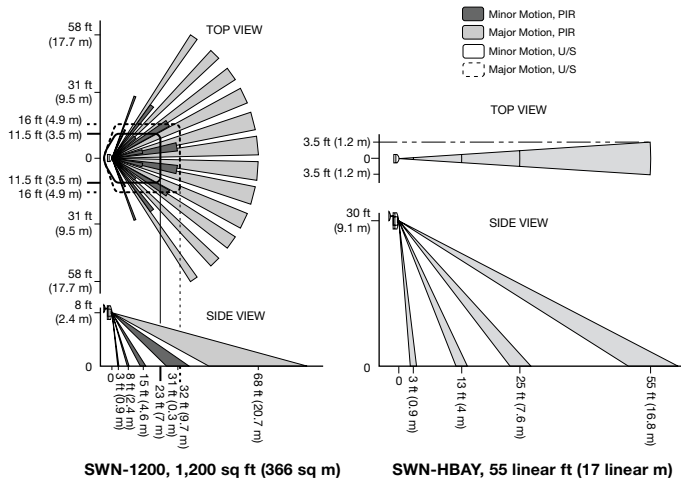 Minor Motion, PIR
Major Motion, PIR
Minor Motion, U/S
Major Motion, U/S
TOP VIEW
58 ft
(17.7 m)
31 ft
(9.5 m)
16 ft (4.9 m)
11.5 ft (3.5 m)
0
11.5 ft (3.5 m)
16 ft (4.9 m)
31 ft
(9.5 m)
58 ft
(17.7 m)
8 ft
(2.4 m)
SIDE VIEW
0
0
3 ft (0.9 m)
8 ft (2.4 m)
15 ft (4.6 m)
23 ft (7 m)
31 ft (0.3 m)
32 ft (9.7 m)
68 ft
(20.7 m)
SWN-1200, 1,200 sq ft (366 sq m)
TOP VIEW
3.5 ft (1.2 m)
0
3.5 ft (1.2 m)
30 ft
(9.1 m)
SIDE VIEW
0
0
3 ft (0.9 m)
13 ft
(4 m)
25 ft
(7.6 m)
55 ft
(16.8 m)
SWN-HBAY, 55 linear ft (17 linear m)